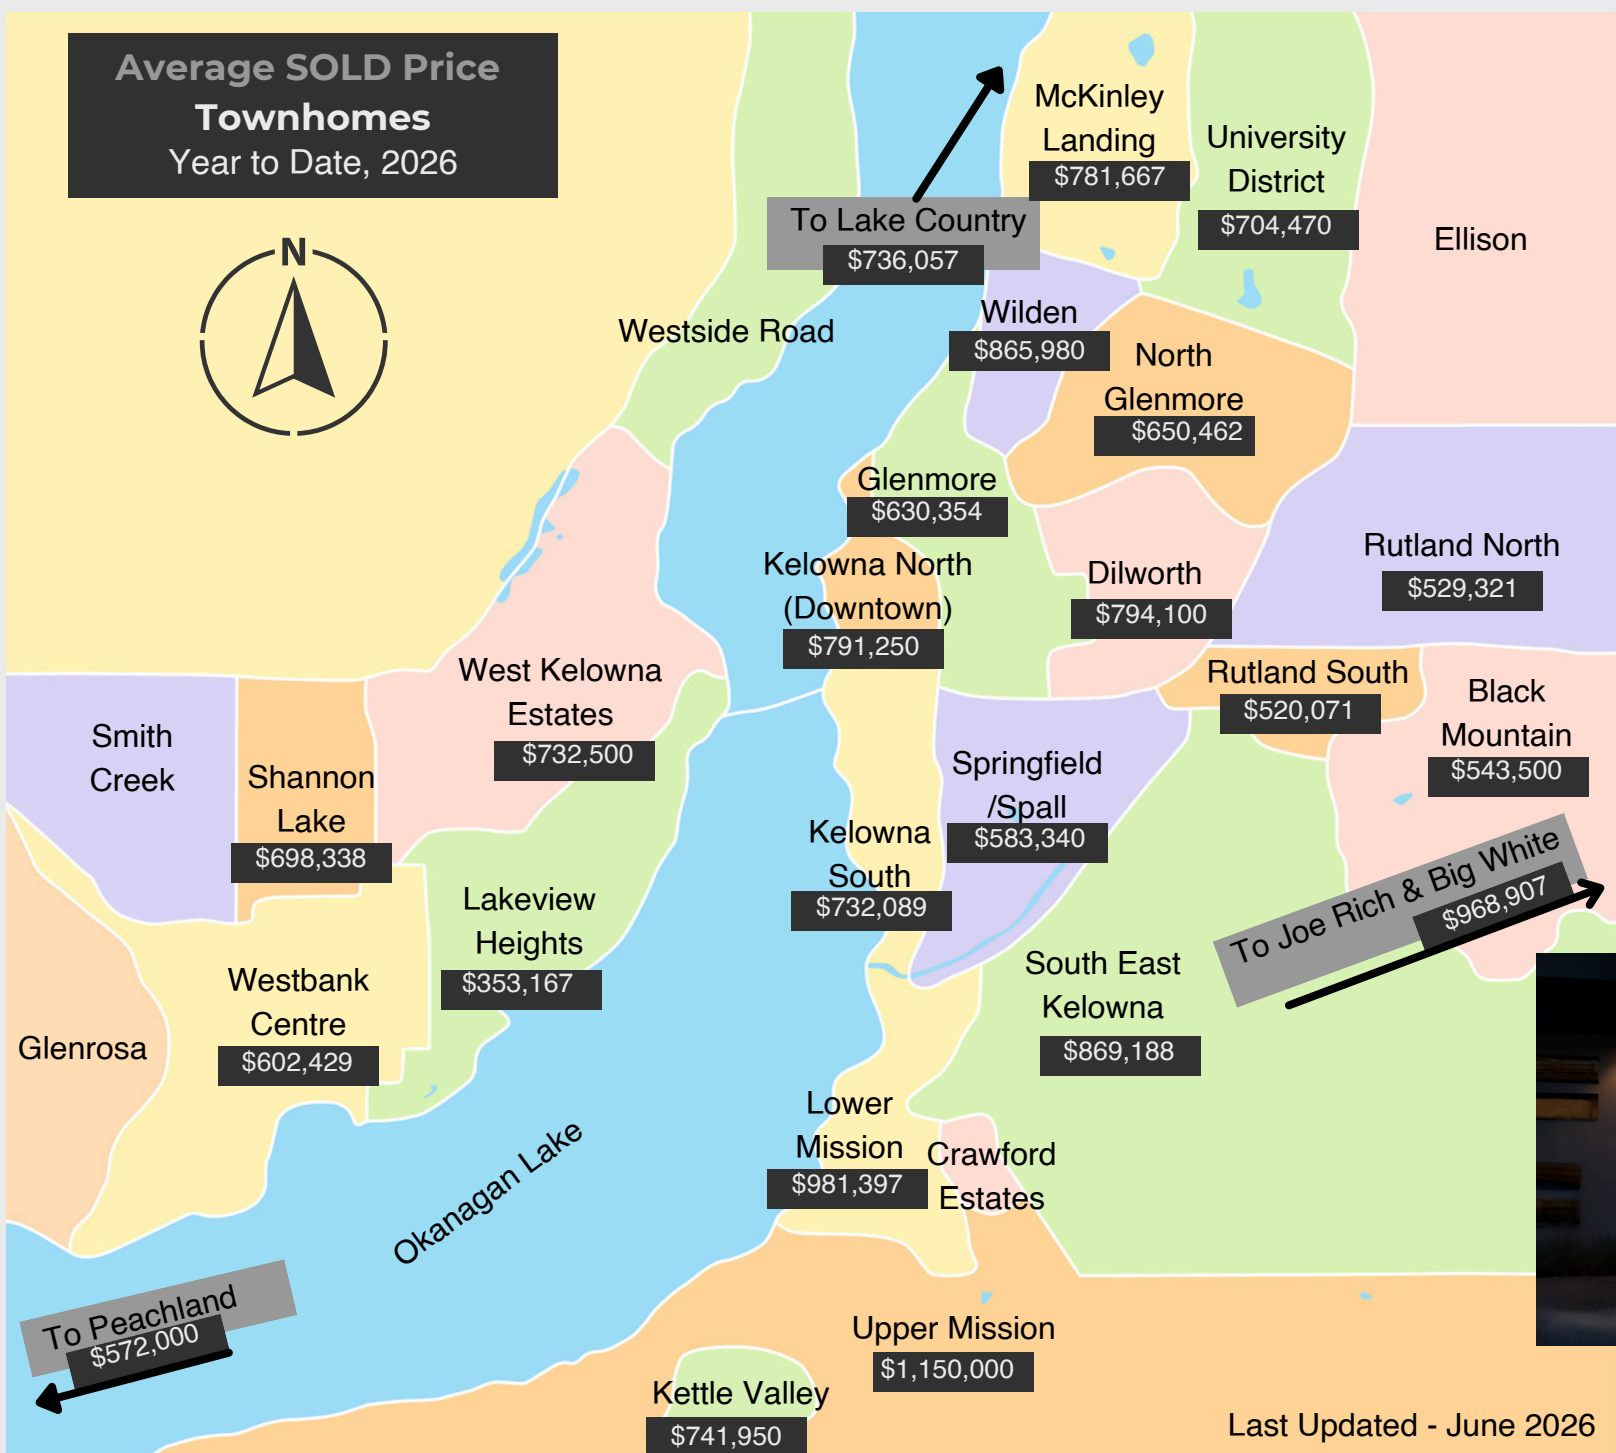 Average SOLD Price
Townhomes
Year to Date, 2026
N
McKinley
Landing
$781,667
University
District
$704,470
Ellison
To Lake Country
$736,057
Westside Road
Wilden
$865,980
North
Glenmore
$650,462
Glenmore
$630,354
Kelowna North
(Downtown)
$791,250
Dilworth
$794,100
Rutland North
$529,321
West Kelowna
Estates
$732,500
Rutland South
$520,071
Black
Mountain
$543,500
Smith
Creek
Shannon
Lake
$698,338
Springfield
/Spall
$583,340
Kelowna
South
$732,089
To Joe Rich & Big White
$968,907
Lakeview
Heights
$353,167
Westbank
Centre
$602,429
Glenrosa
South East
Kelowna
$869,188
Lower
Mission
$981,397
Crawford
Estates
Okanagan Lake
To Peachland
$572,000
Upper Mission
$1,150,000
Kettle Valley
$741,950
Last Updated - June 2026